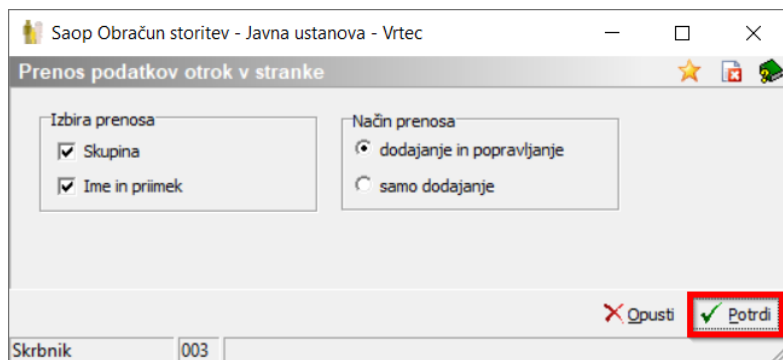 Saop Obračun storitev - Javna ustanova - Vrtec
Prenos podatkov otrok v stranke
Izbira prenosa
Skupina
Ime in priimek
Način prenosa
dodajanje in popravljanje
samo dodajanje
Opusti
Potrdi
Skrbnik 003